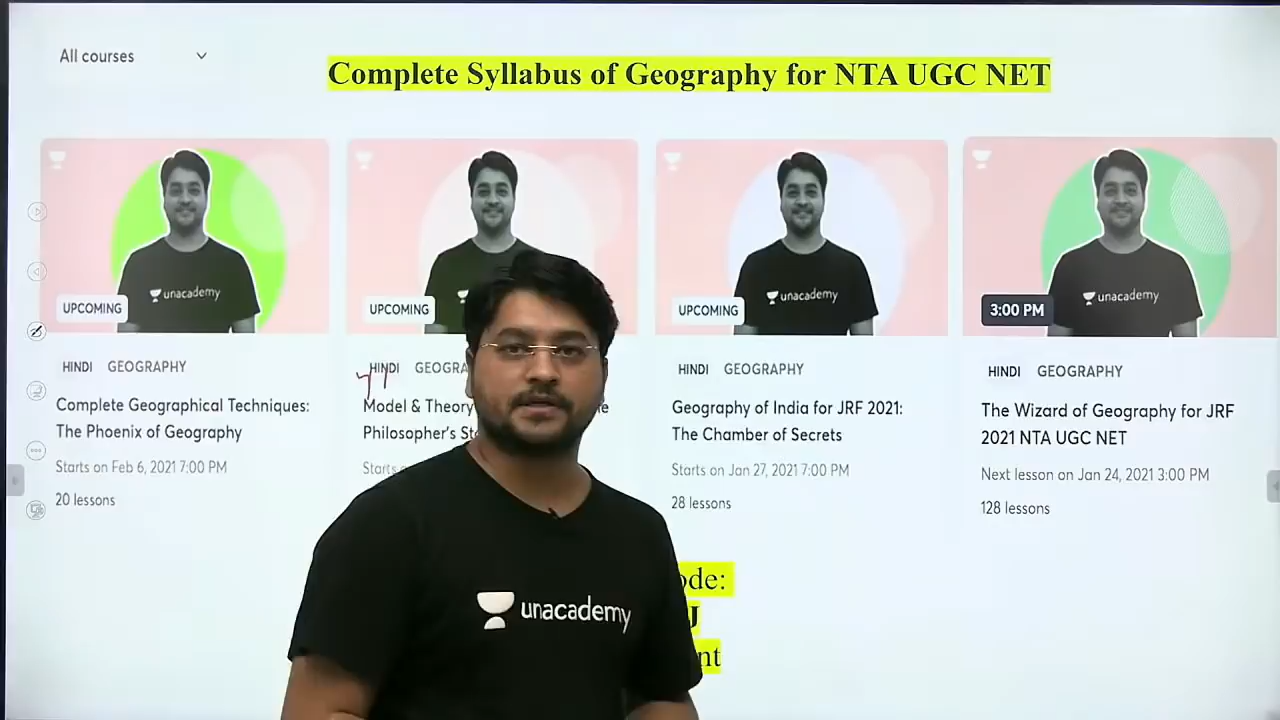 All courses
Complete Syllabus of Geography for NTA UGC NET
unacademy
unacademy
unacademy
UPCOMING
UPCOMING
UPCOMING
3:00 PM
HINDI GEOGRAPHY
HINDI
HINDI GEOGRAPHY
HINDI GEOGRAPHY
Complete Geographical Techniques:
The Phoenix of Geography
Starts on Feb 6, 2021 7:00 PM
20 lessons
Model & Theory
Philosopher's
Starts
Geography of India for JRF 2021:
The Chamber of Secrets
Starts on Jan 27, 2021 7:00 PM
28 lessons
The Wizard of Geography for JRF
2021 NTA UGC NET
Next lesson on Jan 24, 2021 3:00 PM
128 lessons
unacademy